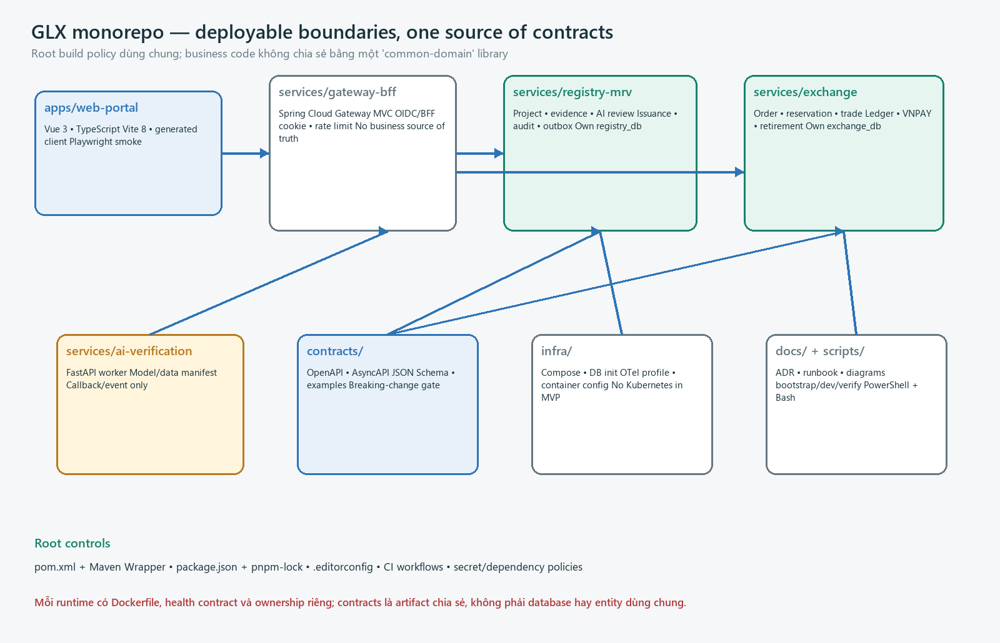 GLX monorepo — deployable boundaries, one source of contracts
Root build policy dùng chung; business code không chia sẻ bằng một 'common-domain' library
apps/web-portal
Vue 3 • TypeScript Vite 8 • generated
client Playwright smoke
services/gateway-bff
Spring Cloud Gateway MVC OIDC/BFF
cookie • rate limit No business source of
truth
services/registry-mrv
Project • evidence • AI review Issuance •
audit • outbox Own registry_db
services/exchange
Order • reservation • trade Ledger • VNPAY
• retirement Own exchange_db
services/ai-verification
FastAPI worker Model/data manifest
Callback/event only
contracts/
OpenAPI • AsyncAPI JSON Schema •
examples Breaking-change gate
infra/
Compose • DB init OTel profile •
container config No Kubernetes in
MVP
docs/ + scripts/
ADR • runbook • diagrams
bootstrap/dev/verify PowerShell +
Bash
Root controls
pom.xml + Maven Wrapper • package.json + pnpm-lock • .editorconfig • CI workflows • secret/dependency policies
Mỗi runtime có Dockerfile, health contract và ownership riêng; contracts là artifact chia sẻ, không phải database hay entity dùng chung.